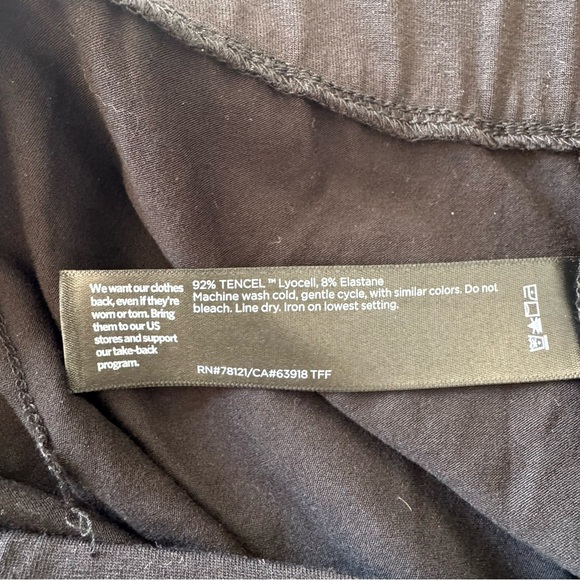 We want our clothes
back, even if they're
worn or torn. Bring
them to our US
stores and support
our take-back
program.
92% TENCEL™ Lyocell, 8% Elastane
Machine wash cold, gentle cycle, with similar colors. Do not
bleach. Line dry. Iron on lowest setting.
RN#78121/CA#63918 TFF